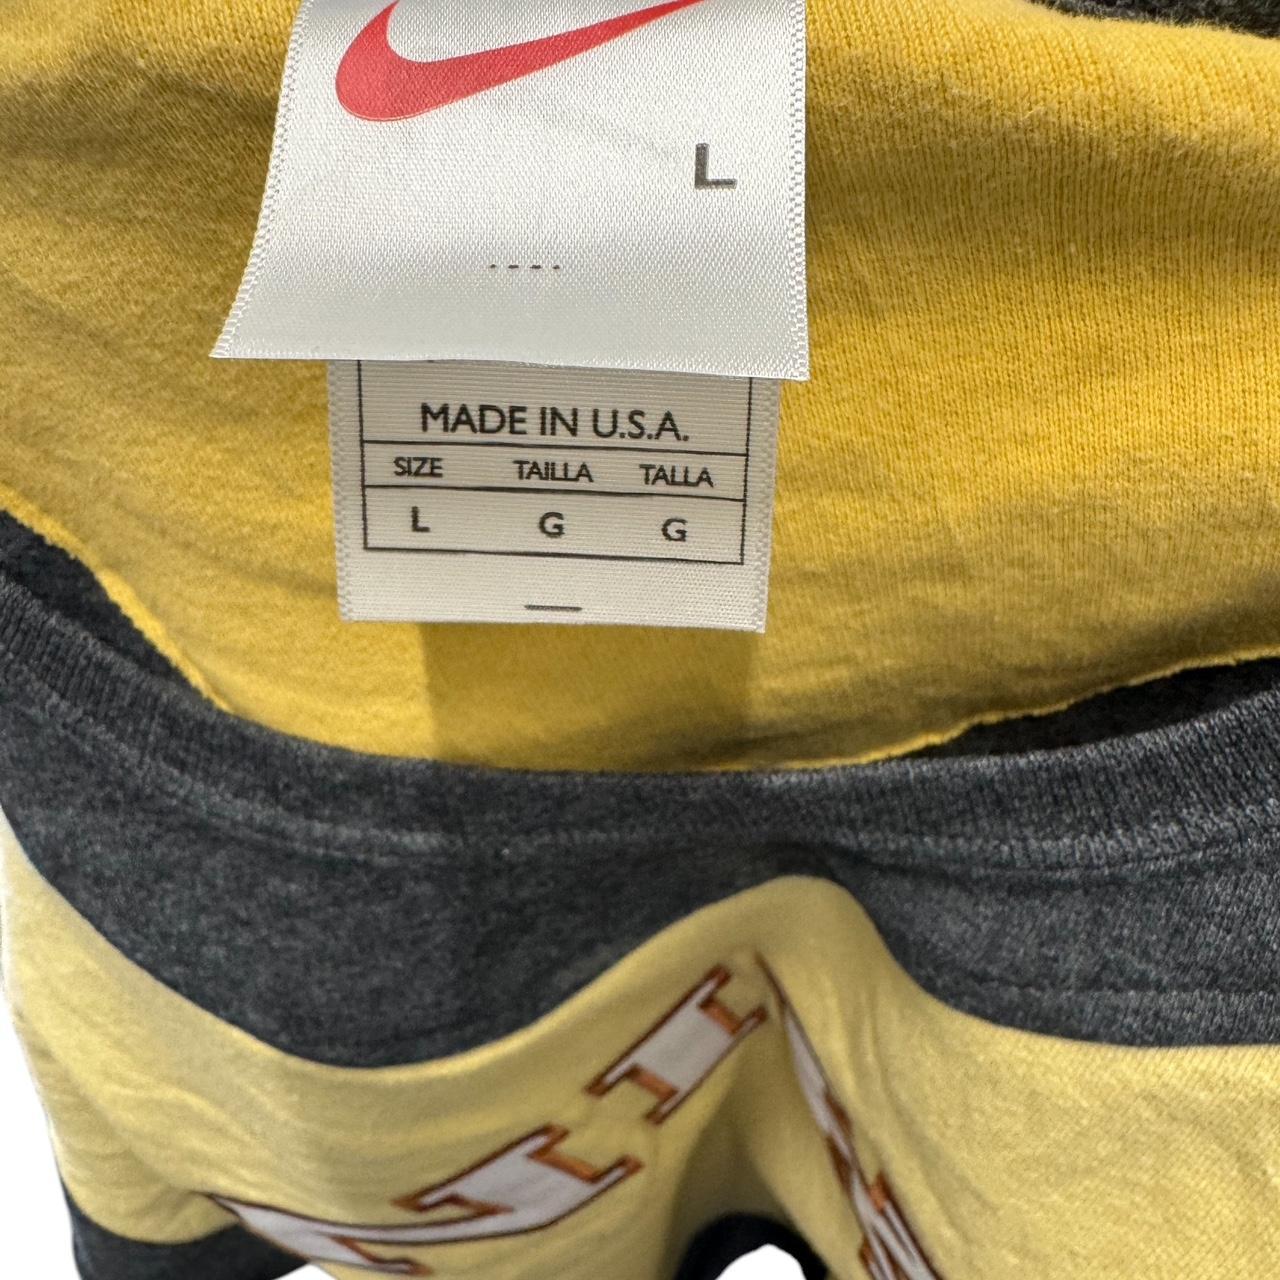 L
MADE IN U.S.A.
SIZE TAILLA TALLA
L G G